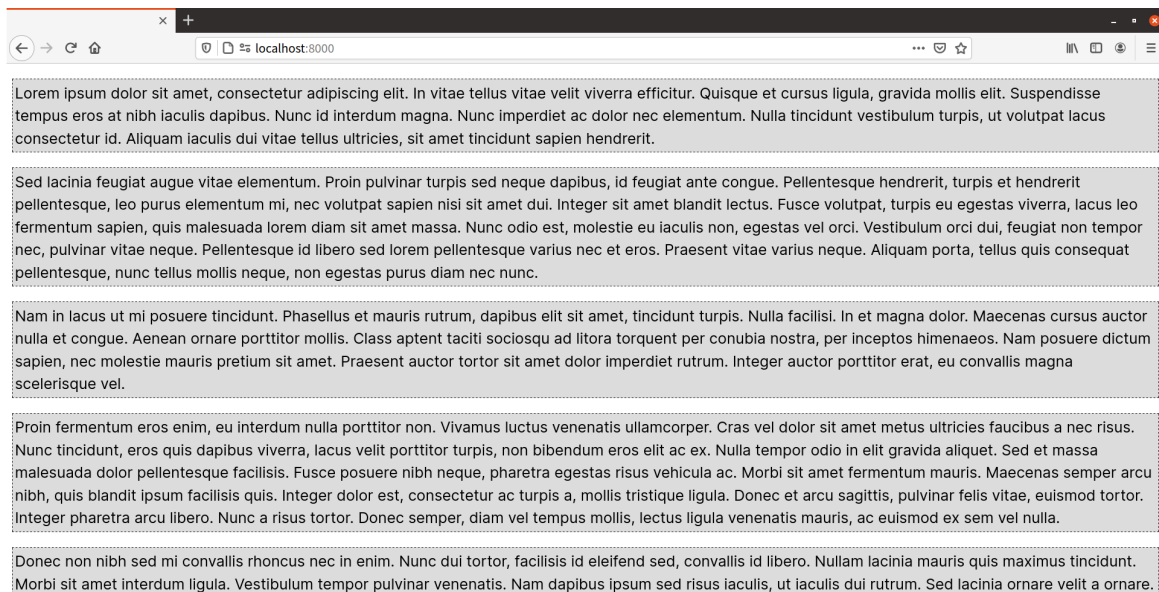 localhost:8000
Lorem ipsum dolor sit amet, consectetur adipiscing elit. In vitae tellus vitae velit viverra efficitur. Quisque et cursus ligula, gravida mollis elit. Suspendisse
tempus eros at nibh iaculis dapibus. Nunc id interdum magna. Nunc imperdiet ac dolor nec elementum. Nulla tincidunt vestibulum turpis, ut volutpat lacus
consectetur id. Aliquam iaculis dui vitae tellus ultricies, sit amet tincidunt sapien hendrerit.
Sed lacinia feugiat augue vitae elementum. Proin pulvinar turpis sed neque dapibus, id feugiat ante congue. Pellentesque hendrerit, turpis et hendrerit
pellentesque, leo purus elementum mi, nec volutpat sapien nisi sit amet dui. Integer sit amet blandit lectus. Fusce volutpat, turpis eu egestas viverra, lacus leo
fermentum sapien, quis malesuada lorem diam sit amet massa. Nunc odio est, molestie eu iaculis non, egestas vel orci. Vestibulum orci dui, feugiat non tempor
nec, pulvinar vitae neque. Pellentesque id libero sed lorem pellentesque varius nec et eros. Praesent vitae varius neque. Aliquam porta, tellus quis consequat
pellentesque, nunc tellus mollis neque, non egestas purus diam nec nunc.
Nam in lacus ut mi posuere tincidunt. Phasellus et mauris rutrum, dapibus elit sit amet, tincidunt turpis. Nulla facilisi. In et magna dolor. Maecenas cursus auctor
nulla et congue. Aenean ornare porttitor mollis. Class aptent taciti sociosqu ad litora torquent per conubia nostra, per inceptos himenaeos. Nam posuere dictum
sapien, nec molestie mauris pretium sit amet. Praesent auctor tortor sit amet dolor imperdiet rutrum. Integer auctor porttitor erat, eu convallis magna
scelerisque vel.
Proin fermentum eros enim, eu interdum nulla porttitor non. Vivamus luctus venenatis ullamcorper. Cras vel dolor sit amet metus ultricies faucibus a nec risus.
Nunc tincidunt, eros quis dapibus viverra, lacus velit porttitor turpis, non bibendum eros elit ac ex. Nulla tempor odio in elit gravida aliquet. Sed et massa
malesuada dolor pellentesque facilisis. Fusce posuere nibh neque, pharetra egestas risus vehicula ac. Morbi sit amet fermentum mauris. Maecenas semper arcu
nibh, quis blandit ipsum facilisis quis. Integer dolor est, consectetur ac turpis a, mollis tristique ligula. Donec et arcu sagittis, pulvinar felis vitae, euismod tortor.
Integer pharetra arcu libero. Nunc a risus tortor. Donec semper, diam vel tempus mollis, lectus ligula venenatis mauris, ac euismod ex sem vel nulla.
Donec non nibh sed mi convallis rhoncus nec in enim. Nunc dui tortor, facilisis id eleifend sed, convallis id libero. Nullam lacinia mauris quis maximus tincidunt.
Morbi sit amet interdum ligula. Vestibulum tempor pulvinar venenatis. Nam dapibus ipsum sed risus iaculis, ut iaculis dui rutrum. Sed lacinia ornare velit a ornare.